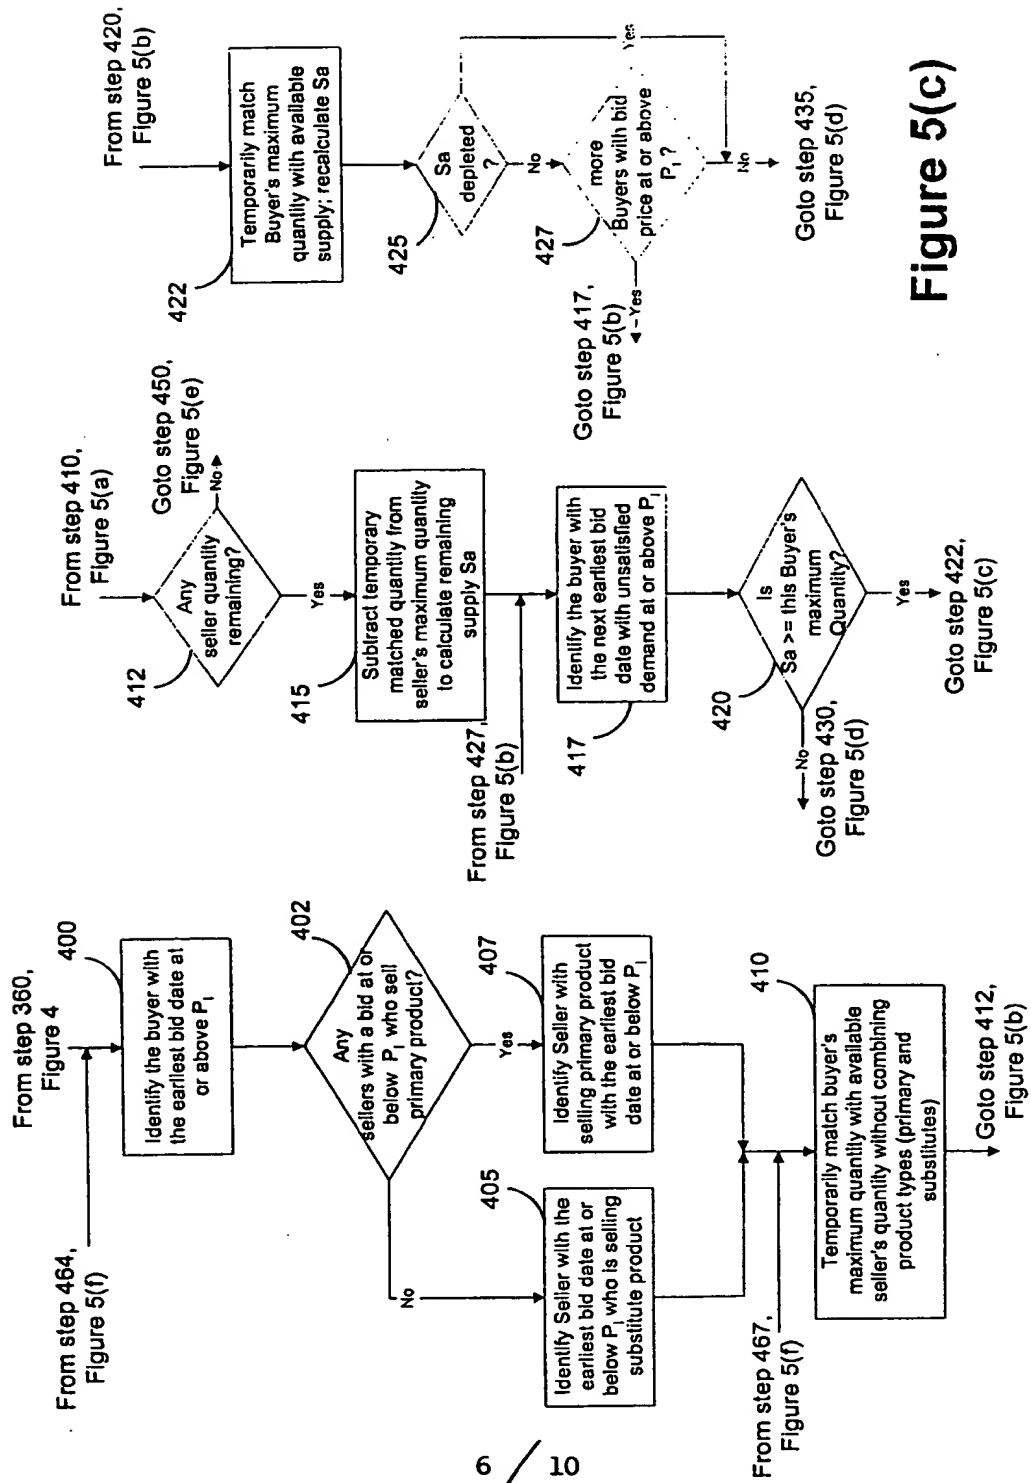 From step 360,
Figure 4
From step 464,
Figure 5(f)
400
Identify the buyer with
the earliest bid date at
or above PI
402
Any
sellers with a bid at or
below PI who sell
primary product?
No
Yes
405
Identify Seller with the
earliest bid date at or
below PI who is selling
substitute product
407
Identify Seller with
selling primary product
with the earliest bid
date at or below PI
From step 467,
Figure 5(f)
410
Temporarily match buyer's
maximum quantity with available
seller's quantity without combining
product types (primary and
substitutes)
Goto step 412,
Figure 5(b)
From step 410,
Figure 5(a)
412
Any
seller quantity
remaining?
No
Goto step 450,
Figure 5(e)
Yes
415
Subtract temporary
matched quantity from
seller's maximum quantity
to calculate remaining
supply Sa
From step 427,
Figure 5(b)
417
Identify the buyer with
the next earliest bid
date with unsatisfied
demand at or above PI
420
Is
Sa >= this Buyer's
maximum
Quantity?
No
Goto step 430,
Figure 5(d)
Yes
Goto step 422,
Figure 5(c)
From step 420,
Figure 5(b)
422
Temporarily match
Buyer's maximum
quantity with available
supply; recalculate Sa
425
Sa
depleted
?
Yes
No
427
more
Buyers with bid
price at or above
PI ?
Yes
Goto step 417,
Figure 5(b)
No
Goto step 435,
Figure 5(d)
Figure 5(c)
6 / 10